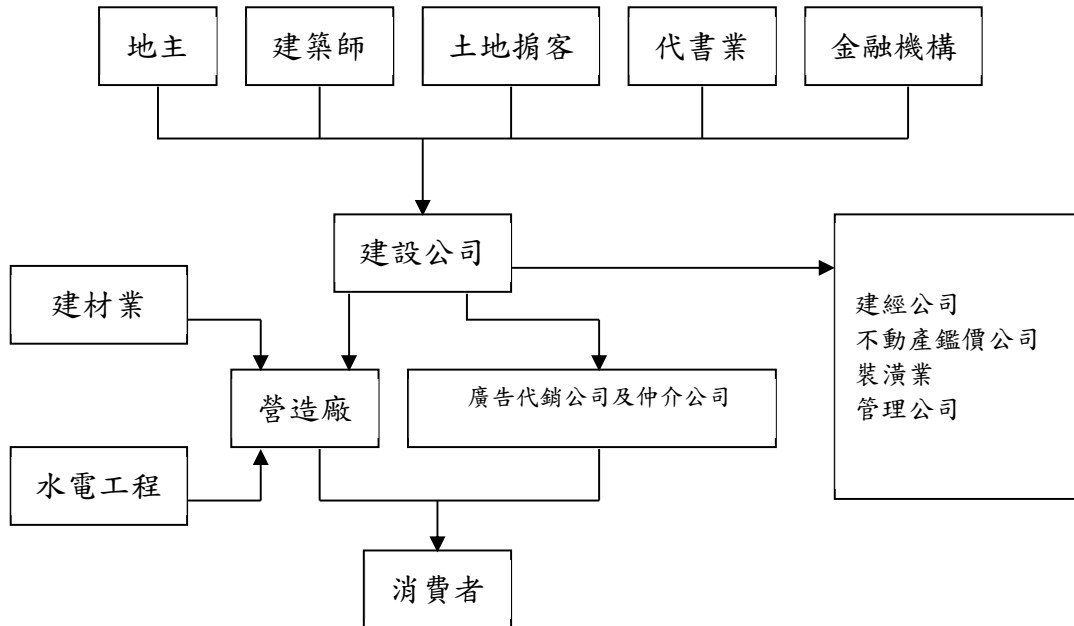 地主
建築師
土地掮客
代書業
金融機構
建設公司
建材業
建經公司
不動產鑑價公司
裝潢業
管理公司
營造廠
廣告代銷公司及仲介公司
水電工程
消費者